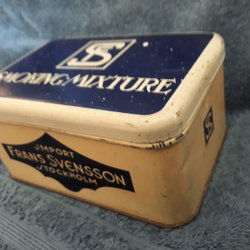 S
SMOKING MIXTURE
IMPORT
FRANS SVENSSON
STOCKHOLM
S